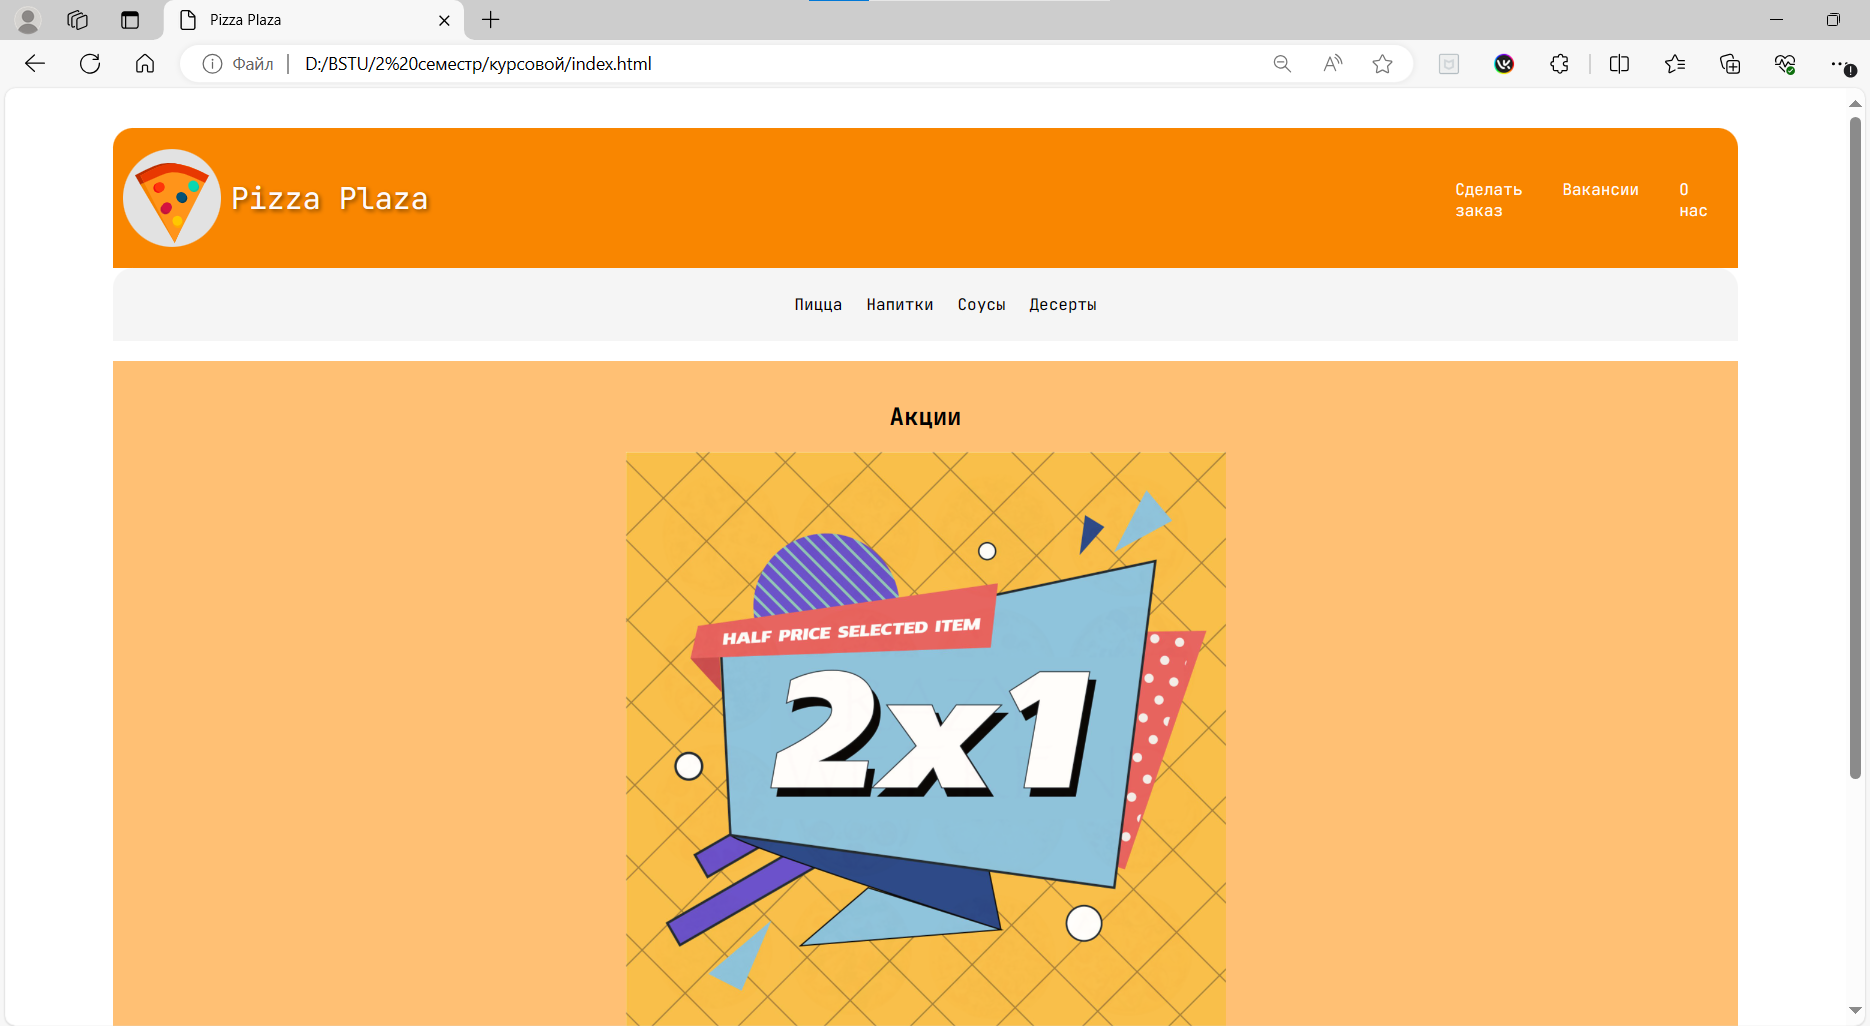 Pizza Plaza
Файл
D:/BSTU/2%20семестр/курсовой/index.html
Pizza Plaza
Сделать
заказ
Вакансии
О
нас
Пицца Напитки Соусы Десерты
Акции
HALF PRICE SELECTED ITEM
2x1